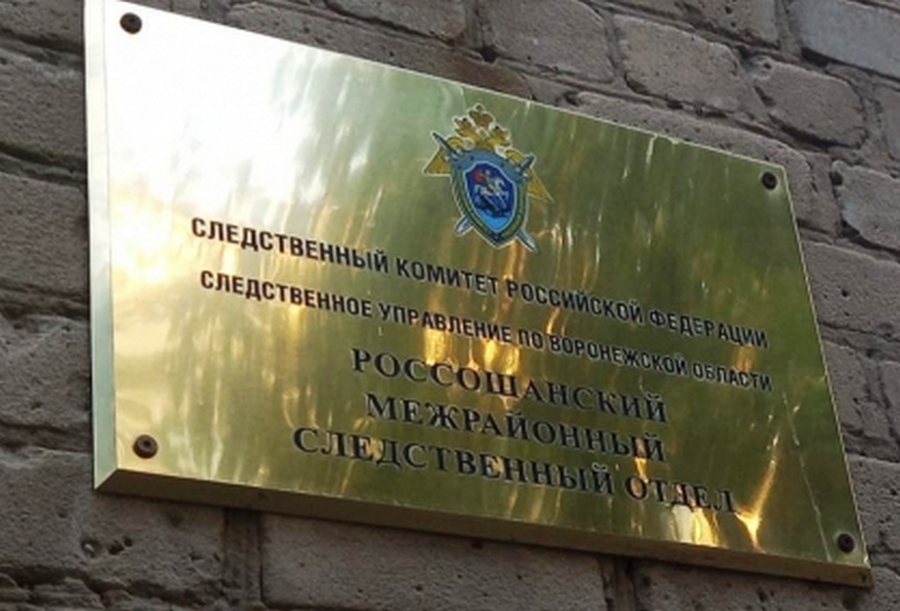 СЛЕДСТВЕННЫЙ КОМИТЕТ РОССИЙСКОЙ ФЕДЕРАЦИИ
СЛЕДСТВЕННОЕ УПРАВЛЕНИЕ ПО ВОРОНЕЖСКОЙ ОБЛАСТИ
РОССОШАНСКИЙ
МЕЖРАЙОННЫЙ
СЛЕДСТВЕННЫЙ ОТДЕЛ